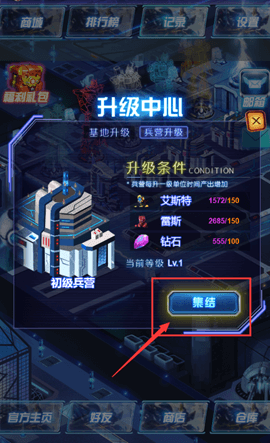 商城 排行榜 记录 设置
福利礼包 邮箱
升级中心
基地升级 兵营升级
升级条件 CONDITION
*兵营每升一级单位时间产出增加
艾斯特 1572/150
雷斯 2685/150
钻石 555/100
当前等级 Lv.1
初级兵营
集结
官方主页 好友 商店 仓库